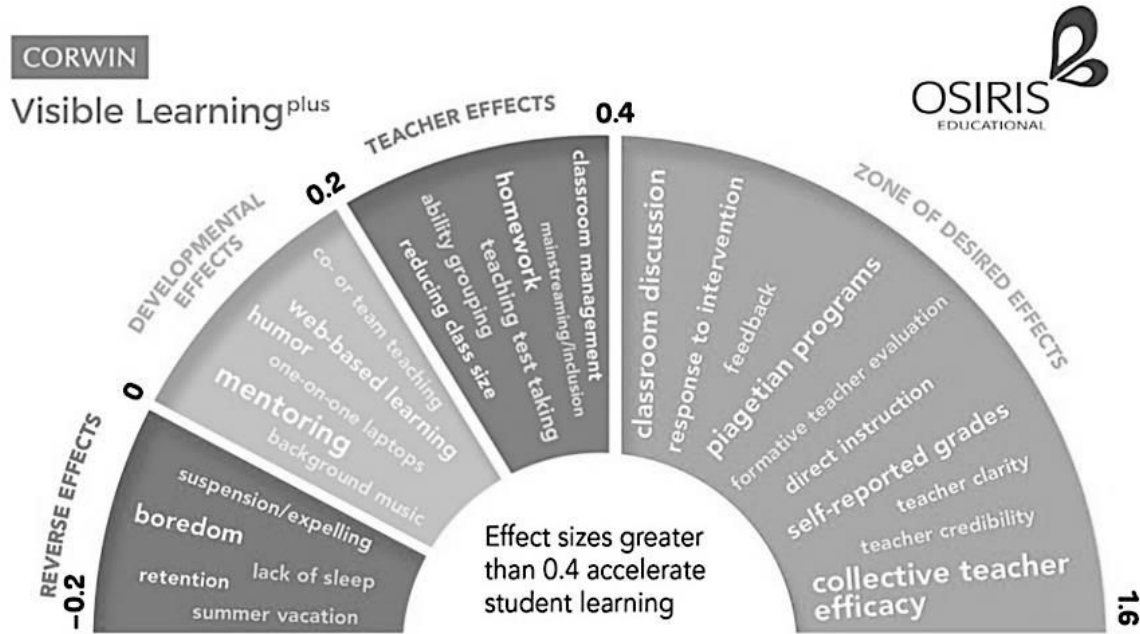 CORWIN
Visible Learningplus
OSIRIS
EDUCATIONAL
REVERSE EFFECTS
DEVELOPMENTAL
EFFECTS
TEACHER EFFECTS
ZONE OF DESIRED EFFECTS
−0.2
0
0.2
0.4
1.6
suspension/expelling
boredom
lack of sleep
retention
summer vacation
co- or team teaching
web-based learning
humor
one-on-one laptops
mentoring
background music
classroom management
mainstreaming/inclusion
homework
teaching test taking
ability grouping
reducing class size
classroom discussion
response to intervention
feedback
piagetian programs
formative teacher evaluation
direct instruction
self-reported grades
teacher clarity
teacher credibility
collective teacher
efficacy
Effect sizes greater
than 0.4 accelerate
student learning